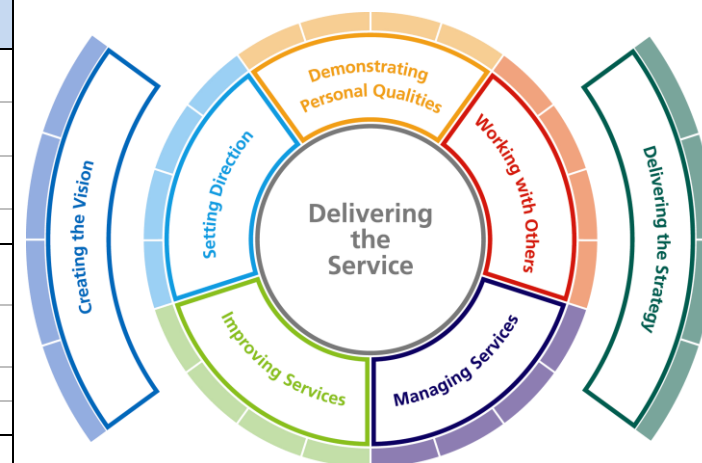 Demonstrating
Personal Qualities
Working with Others
Setting Direction
Delivering
the
Service
Creating the Vision
Delivering the Strategy
Improving Services
Managing Services